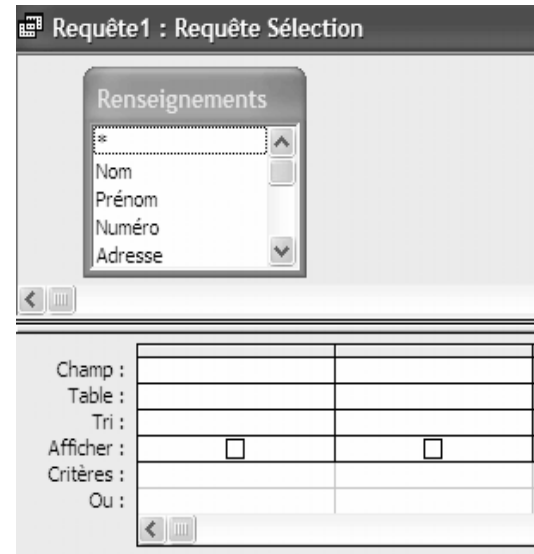 Requête1 : Requête Sélection
Renseignements
*
Nom
Prénom
Numéro
Adresse
Champ :
Table :
Tri :
Afficher :
Critères :
Ou :